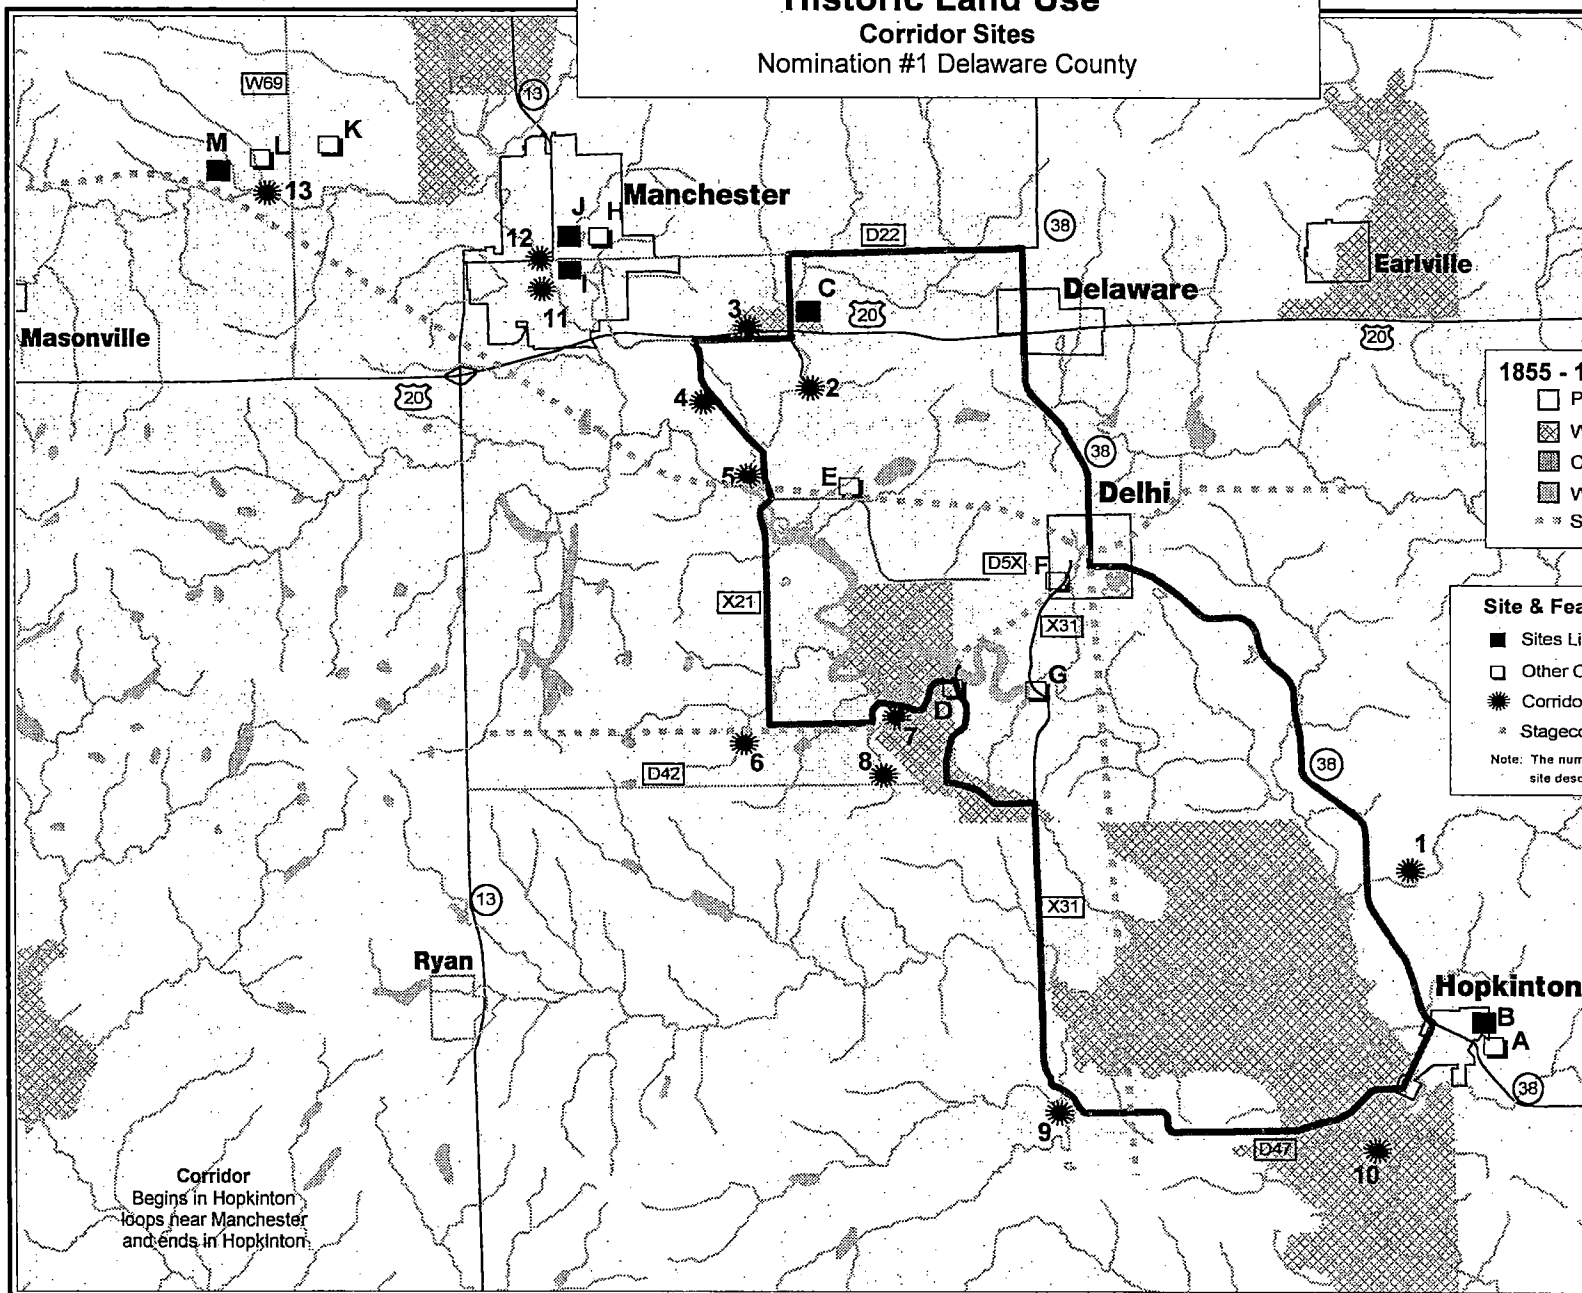 Historic Land Use
Corridor Sites
Nomination #1 Delaware County
W69
13
M
L
K
13
Manchester
J
H
12
I
11
38
D22
Earlville
Delaware
C
20
3
Masonville
20
20
2
4
1855 - 1
P
W
C
W
S
38
5
E
Delhi
D5X
F
X21
X31
Site & Fea
Sites Li
Other C
Corrido
Stageco
Note: The num
site desc
G
D
7
6
8
D42
38
1
13
X31
Ryan
Hopkinton
B
A
38
9
D47
10
Corridor
Begins in Hopkinton
loops near Manchester
and ends in Hopkinton